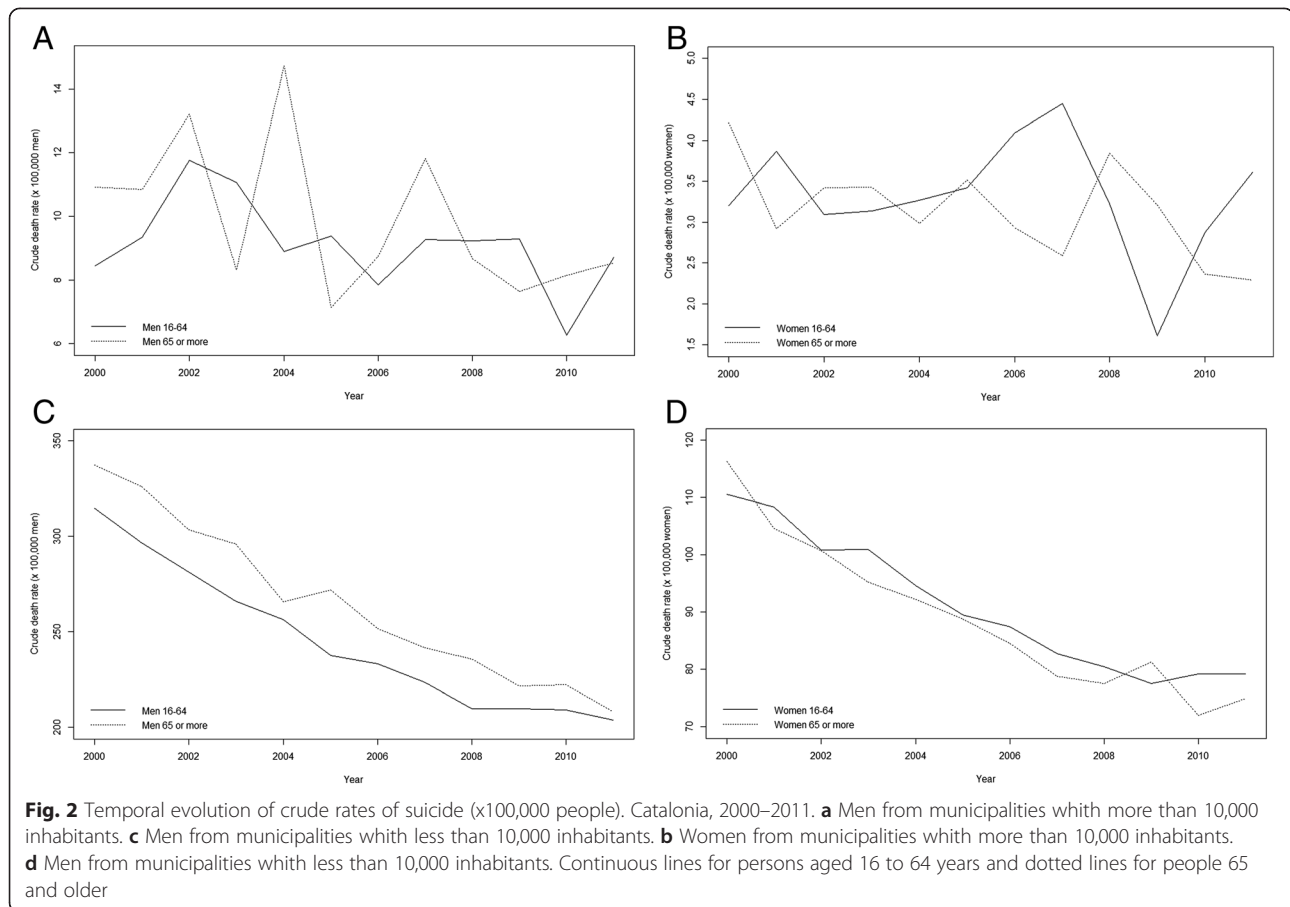 A
Crude death rate (x 100,000 men)
14
12
10
8
6
Men 16-64
Men 65 or more
2000 2002 2004 2006 2008 2010
Year
B
Crude death rate (x 100,000 women)
5.0
4.5
4.0
3.5
3.0
2.5
2.0
1.5
Women 16-64
Women 65 or more
2000 2002 2004 2006 2008 2010
Year
C
Crude death rate (x 100,000 men)
350
300
250
200
Men 16-64
Men 65 or more
2000 2002 2004 2006 2008 2010
Year
D
Crude death rate (x 100,000 women)
120
110
100
90
80
70
Women 16-64
Women 65 or more
2000 2002 2004 2006 2008 2010
Year
Fig. 2 Temporal evolution of crude rates of suicide (x100,000 people). Catalonia, 2000–2011. a Men from municipalities whith more than 10,000
inhabitants. c Men from municipalities whith less than 10,000 inhabitants. b Women from municipalities whith more than 10,000 inhabitants.
d Men from municipalities whith less than 10,000 inhabitants. Continuous lines for persons aged 16 to 64 years and dotted lines for people 65
and older